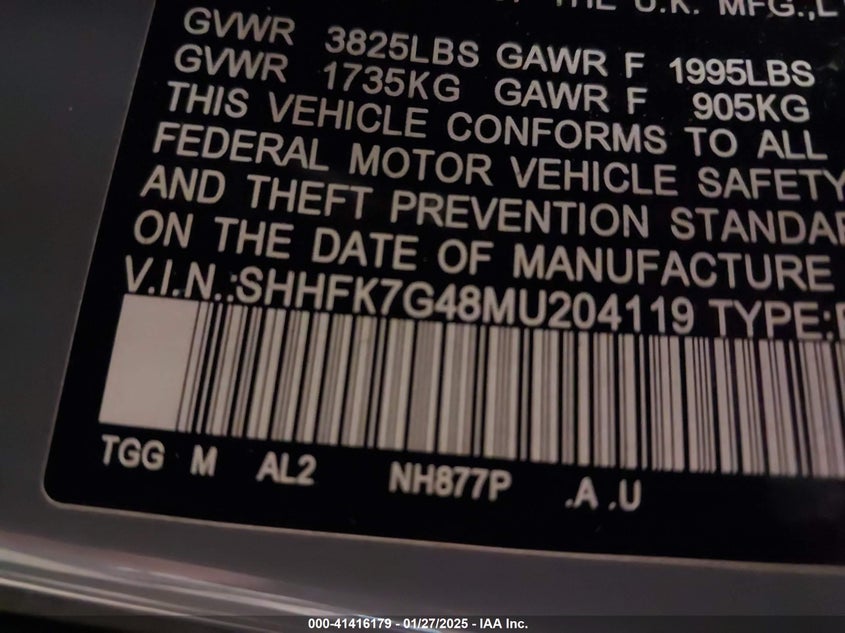 THE U.K. MFG.,L
GVWR 3825LBS GAWR F 1995LBS
GVWR 1735KG GAWR F 905KG
THIS VEHICLE CONFORMS TO ALL
FEDERAL MOTOR VEHICLE SAFETY
AND THEFT PREVENTION STANDA
ON THE DATE OF MANUFACTURE
V.I.N.:SHHFK7G48MU204119 TYPE:
TGG M AL2 NH877P .A .U
000-41416179 — 01/27/2025 — IAA Inc.